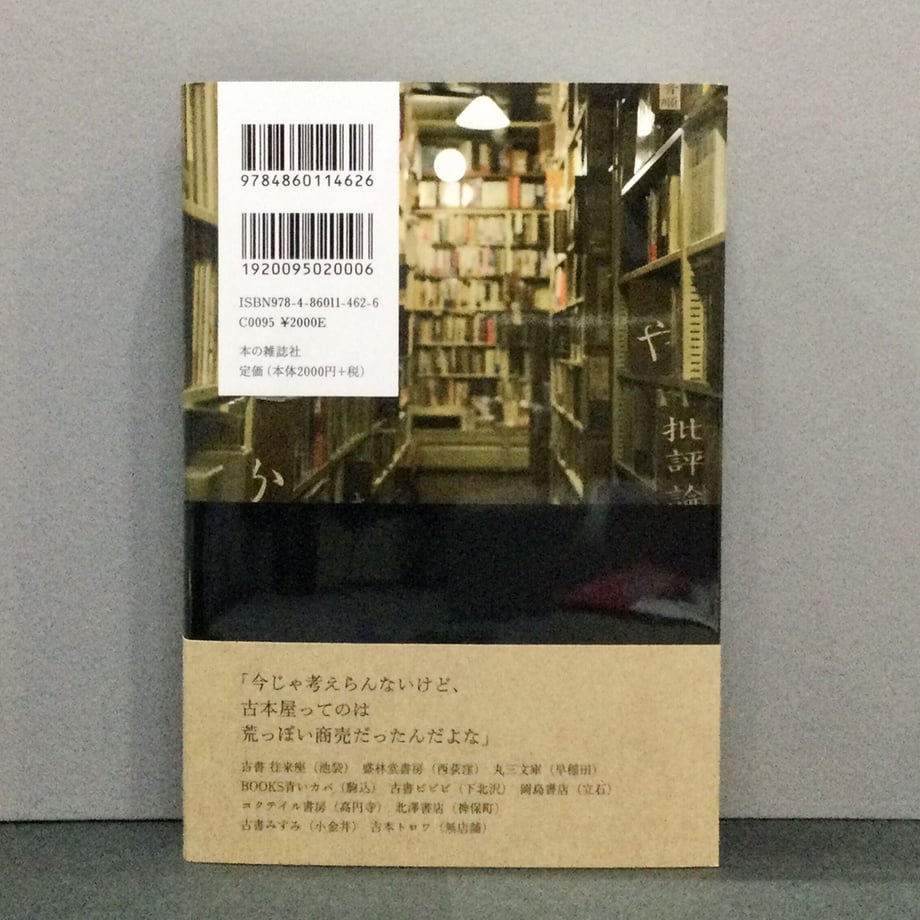 9784860114626
1920095020006
ISBN978-4-86011-462-6
C0095 ¥2000E
本の雑誌社
定価(本体2000円+税)
や
批評論
か
「今じゃ考えらんないけど、
古本屋ってのは
荒っぽい商売だったんだよな」
古書 往来座(池袋) 盛林堂書房(西荻窪) 丸三文庫(早稲田)
BOOKS青いカバ(駒込) 古書ビビビ(下北沢) 岡島書店(立石)
コクテイル書房(高円寺) 北澤書店(神保町)
古書みすみ(小金井) 古本トロワ(無店舗)